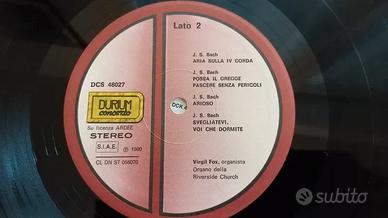 Lato 2
J. S. Bach
ARIA SULLA IV CORDA
J. S. Bach
POSEA IL GREGGE
PASCERE SENZA PERICOLI
J. S. Bach
ARIOSO
J. S. Bach
SVEGLIATEVI,
VOI CHE DORMITE
Virgil Fox, organista
Organo della
Riverside Church
DCS 48027
DURIUM
concerto
Su licenza ARDEE
STEREO
S.I.A.E.
℗ 1980
CL DN ST 056070
DCK 4
subito